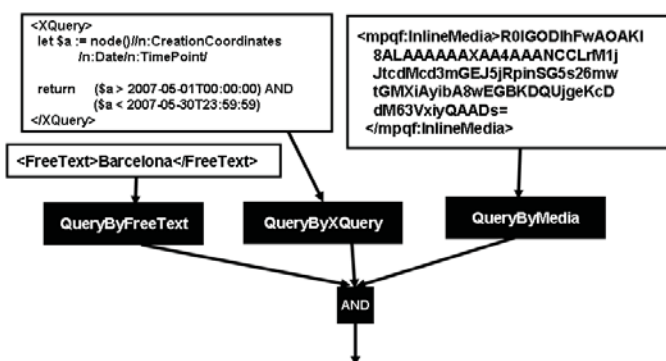 <XQuery>
let $a := node()//n:CreationCoordinates
/n:Date/n:TimePoint/
return ($a > 2007-05-01T00:00:00) AND
($a < 2007-05-30T23:59:59)
</XQuery>
<mpqf:InlineMedia>R0lGODlhFwAOAKI
8ALAAAAAAXAA4AAANCCLrM1j
JtcdMcd3mGEJ5jRpinSG5s26mw
tGMXiAyibA8wEGBKDQUjgeKcD
dM63VxiyQAADs=
</mpqf:InlineMedia>
<FreeText>Barcelona</FreeText>
QueryByFreeText
QueryByXQuery
QueryByMedia
AND